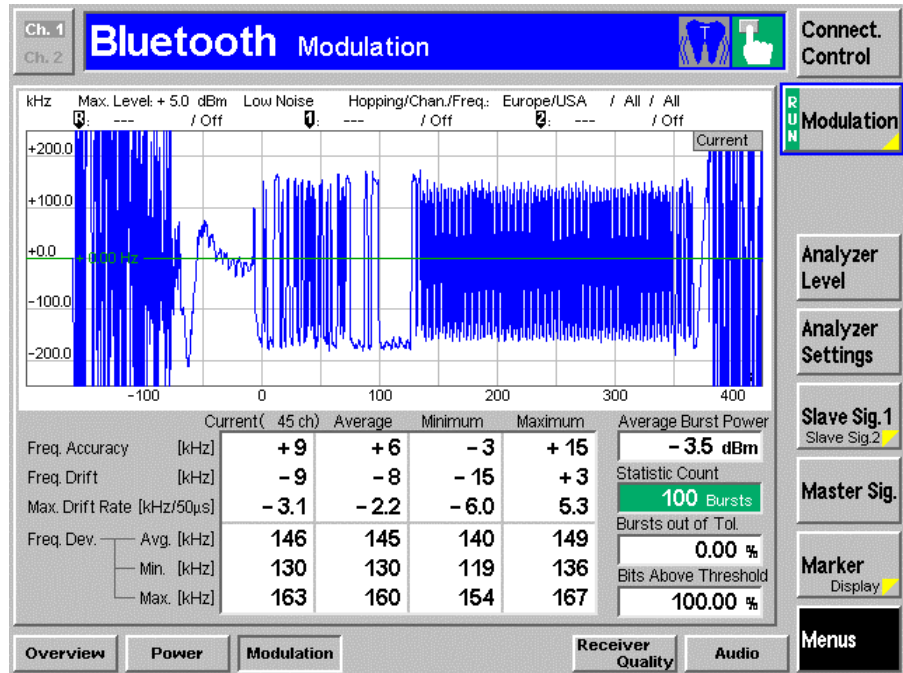 Ch. 1
Ch. 2
Bluetooth Modulation
Connect. Control
kHz Max. Level: + 5.0 dBm Low Noise Hopping/Chan./Freq.: Europe/USA / All / All
R: --- / Off 1: --- / Off 2: --- / Off
RUN Modulation
Current
+200.0
+100.0
+0.0
+ 0.00 Hz
-100.0
-200.0
-100 0 100 200 300 400
Analyzer Level
Analyzer Settings
Slave Sig.1
Slave Sig.2
Master Sig.
Marker
Display
Menus
Current( 45 ch) Average Minimum Maximum
Freq. Accuracy [kHz] + 9 + 6 - 3 + 15
Freq. Drift [kHz] - 9 - 8 - 15 + 3
Max. Drift Rate [kHz/50µs] - 3.1 - 2.2 - 6.0 5.3
Freq. Dev. Avg. [kHz] 146 145 140 149
Min. [kHz] 130 130 119 136
Max. [kHz] 163 160 154 167
Average Burst Power
- 3.5 dBm
Statistic Count
100 Bursts
Bursts out of Tol.
0.00 %
Bits Above Threshold
100.00 %
Overview Power Modulation Receiver Quality Audio